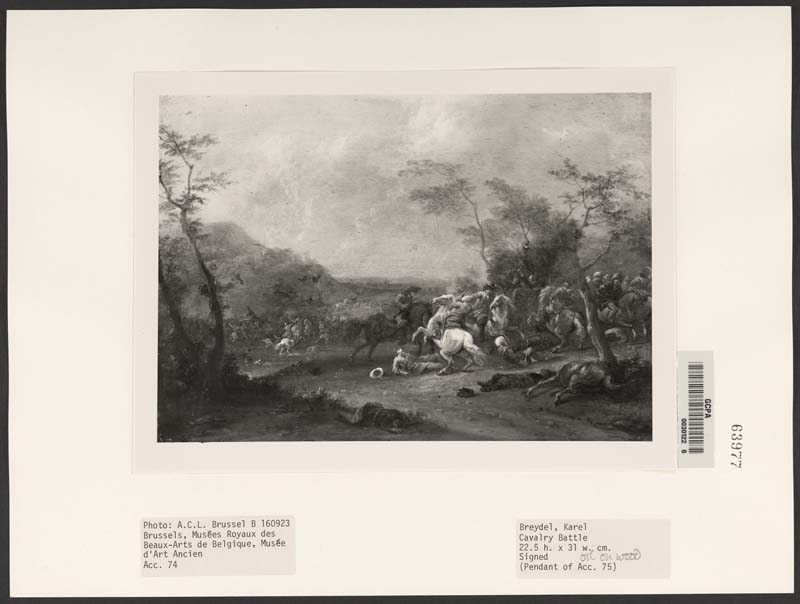 GCPA
0030122 6
63977
Photo: A.C.L. Brussel B 160923
Brussels, Musées Royaux des
Beaux-Arts de Belgique, Musée
d'Art Ancien
Acc. 74
Breydel, Karel
Cavalry Battle
22.5 h. x 31 w. cm.
Signed oil on wood
(Pendant of Acc. 75)